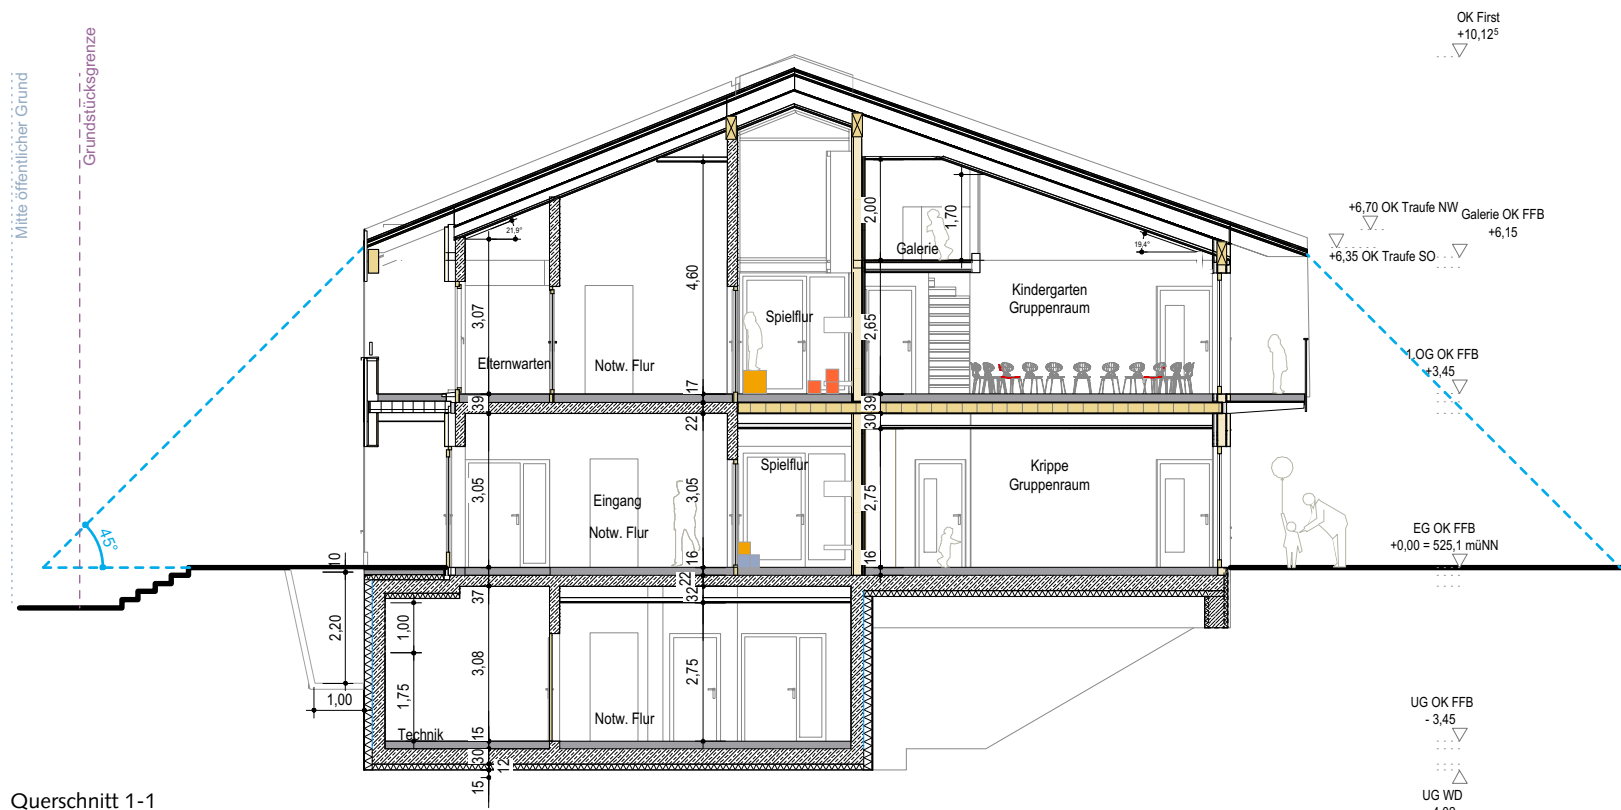 OK First
+10,12⁵
Mitte öffentlicher Grund
Grundstücksgrenze
+6,70 OK Traufe NW
Galerie OK FFB
+6,15
+6,35 OK Traufe SO
21,9°
19,4°
2,00
1,70
Galerie
4,60
3,07
2,65
Kindergarten
Gruppenraum
Spielflur
Elternwarten
Notw. Flur
1.OG OK FFB
+3,45
17
39
22
39
30
Spielflur
Krippe
Gruppenraum
Eingang
Notw. Flur
3,05
3,05
2,75
45°
EG OK FFB
+0,00 = 525,1 müNN
10
16
16
22
32
37
2,20
1,00
1,00
1,75
3,08
2,75
Technik
Notw. Flur
15
30
12
15
UG OK FFB
- 3,45
UG WD
Querschnitt 1-1